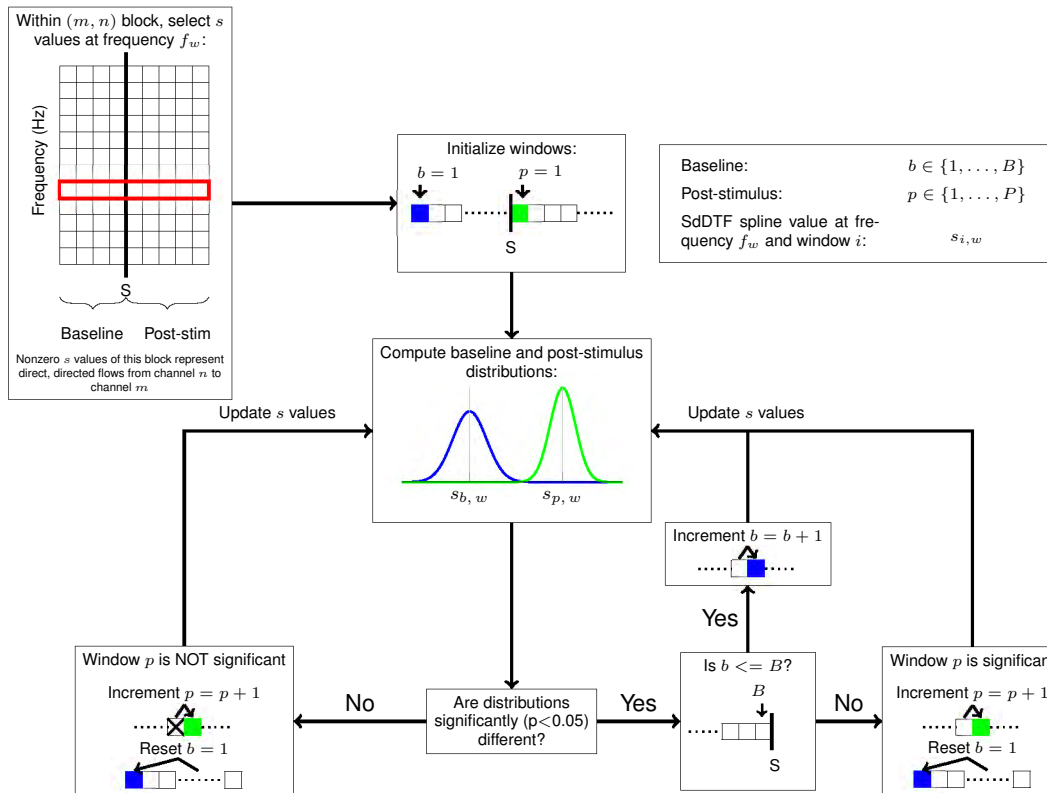 Within (m, n) block, select s
values at frequency f_w:
Frequency (Hz)
S
Baseline Post-stim
Nonzero s values of this block represent
direct, directed flows from channel n to
channel m
Initialize windows:
b = 1 p = 1
S
Baseline: b ∈ {1, . . . , B}
Post-stimulus: p ∈ {1, . . . , P}
SdDTF spline value at fre-
quency f_w and window i: s_{i,w}
Compute baseline and post-stimulus
distributions:
s_{b, w} s_{p, w}
Update s values
Update s values
Increment b = b + 1
Yes
Window p is NOT significant
Increment p = p + 1
Reset b = 1
No
Are distributions
significantly (p<0.05)
different?
Yes
Is b <= B?
B
S
No
Window p is significant
Increment p = p + 1
Reset b = 1